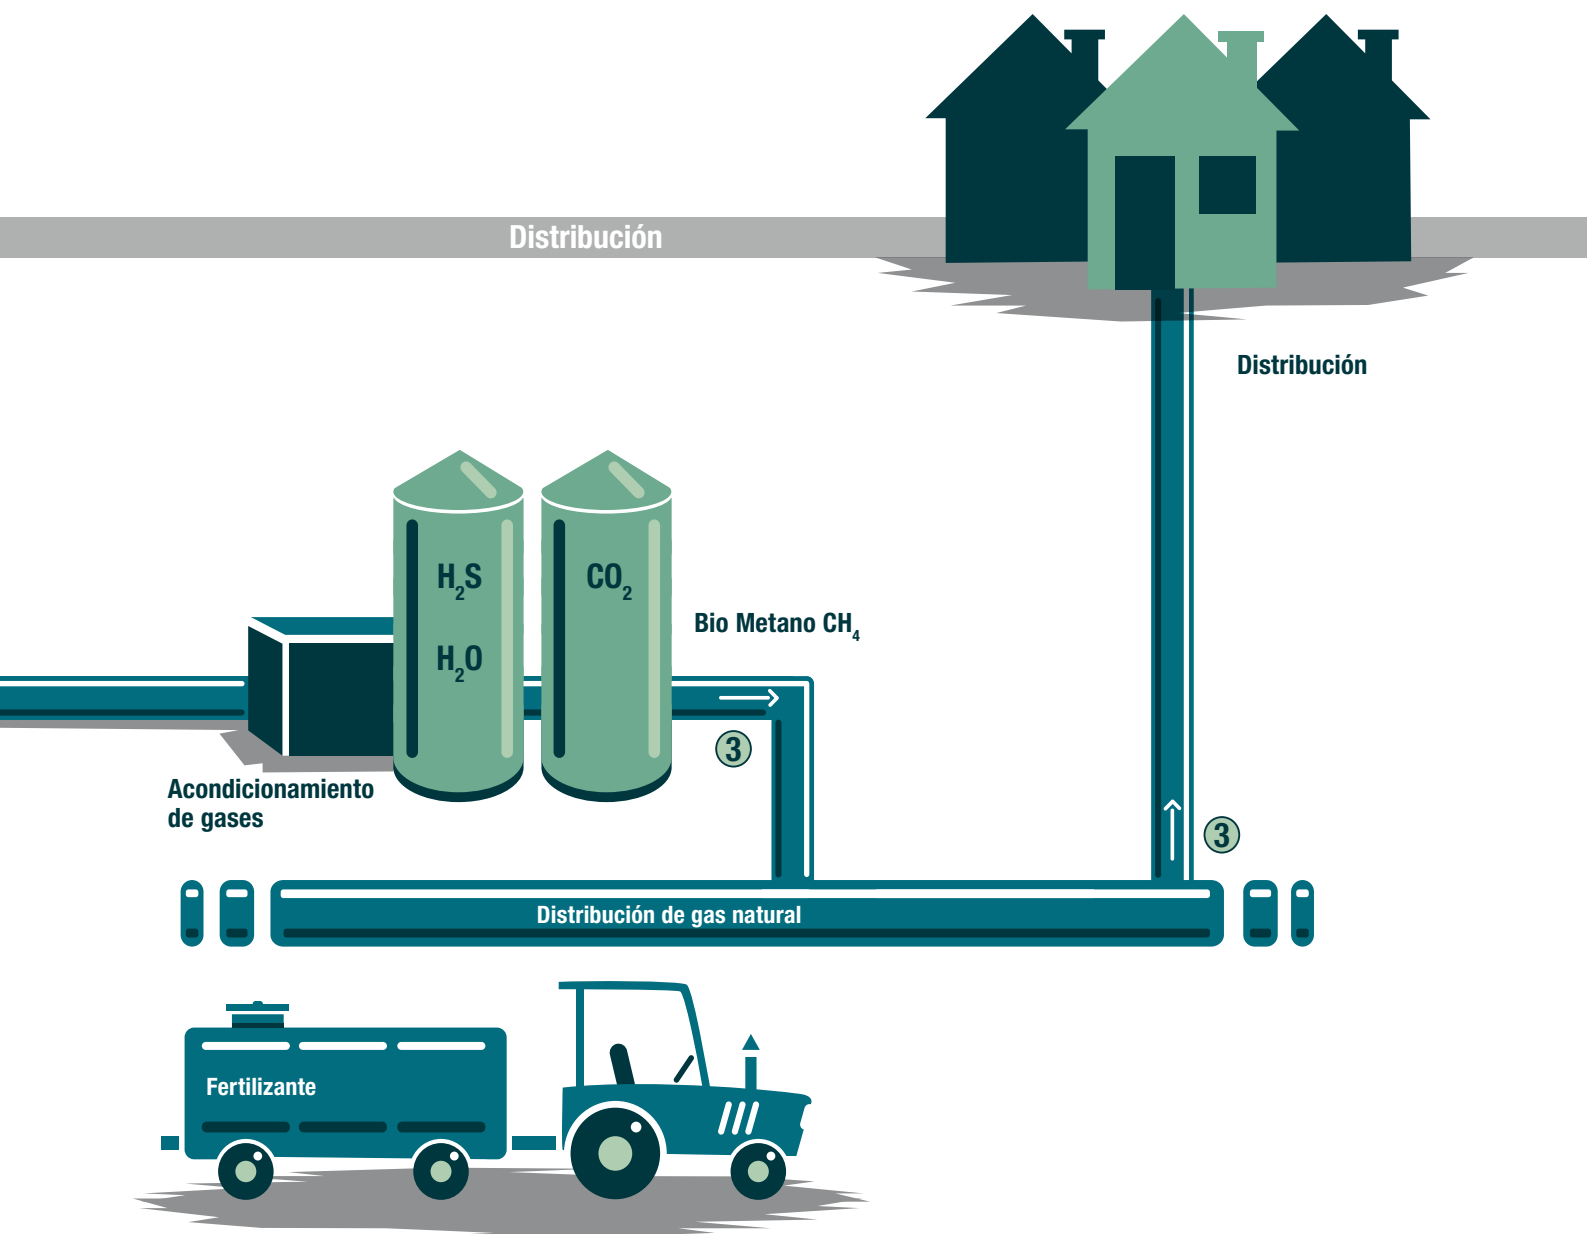 Distribución
Distribución
H₂S
CO₂
Bio Metano CH₄
H₂O
3
Acondicionamiento
de gases
3
Distribución de gas natural
Fertilizante